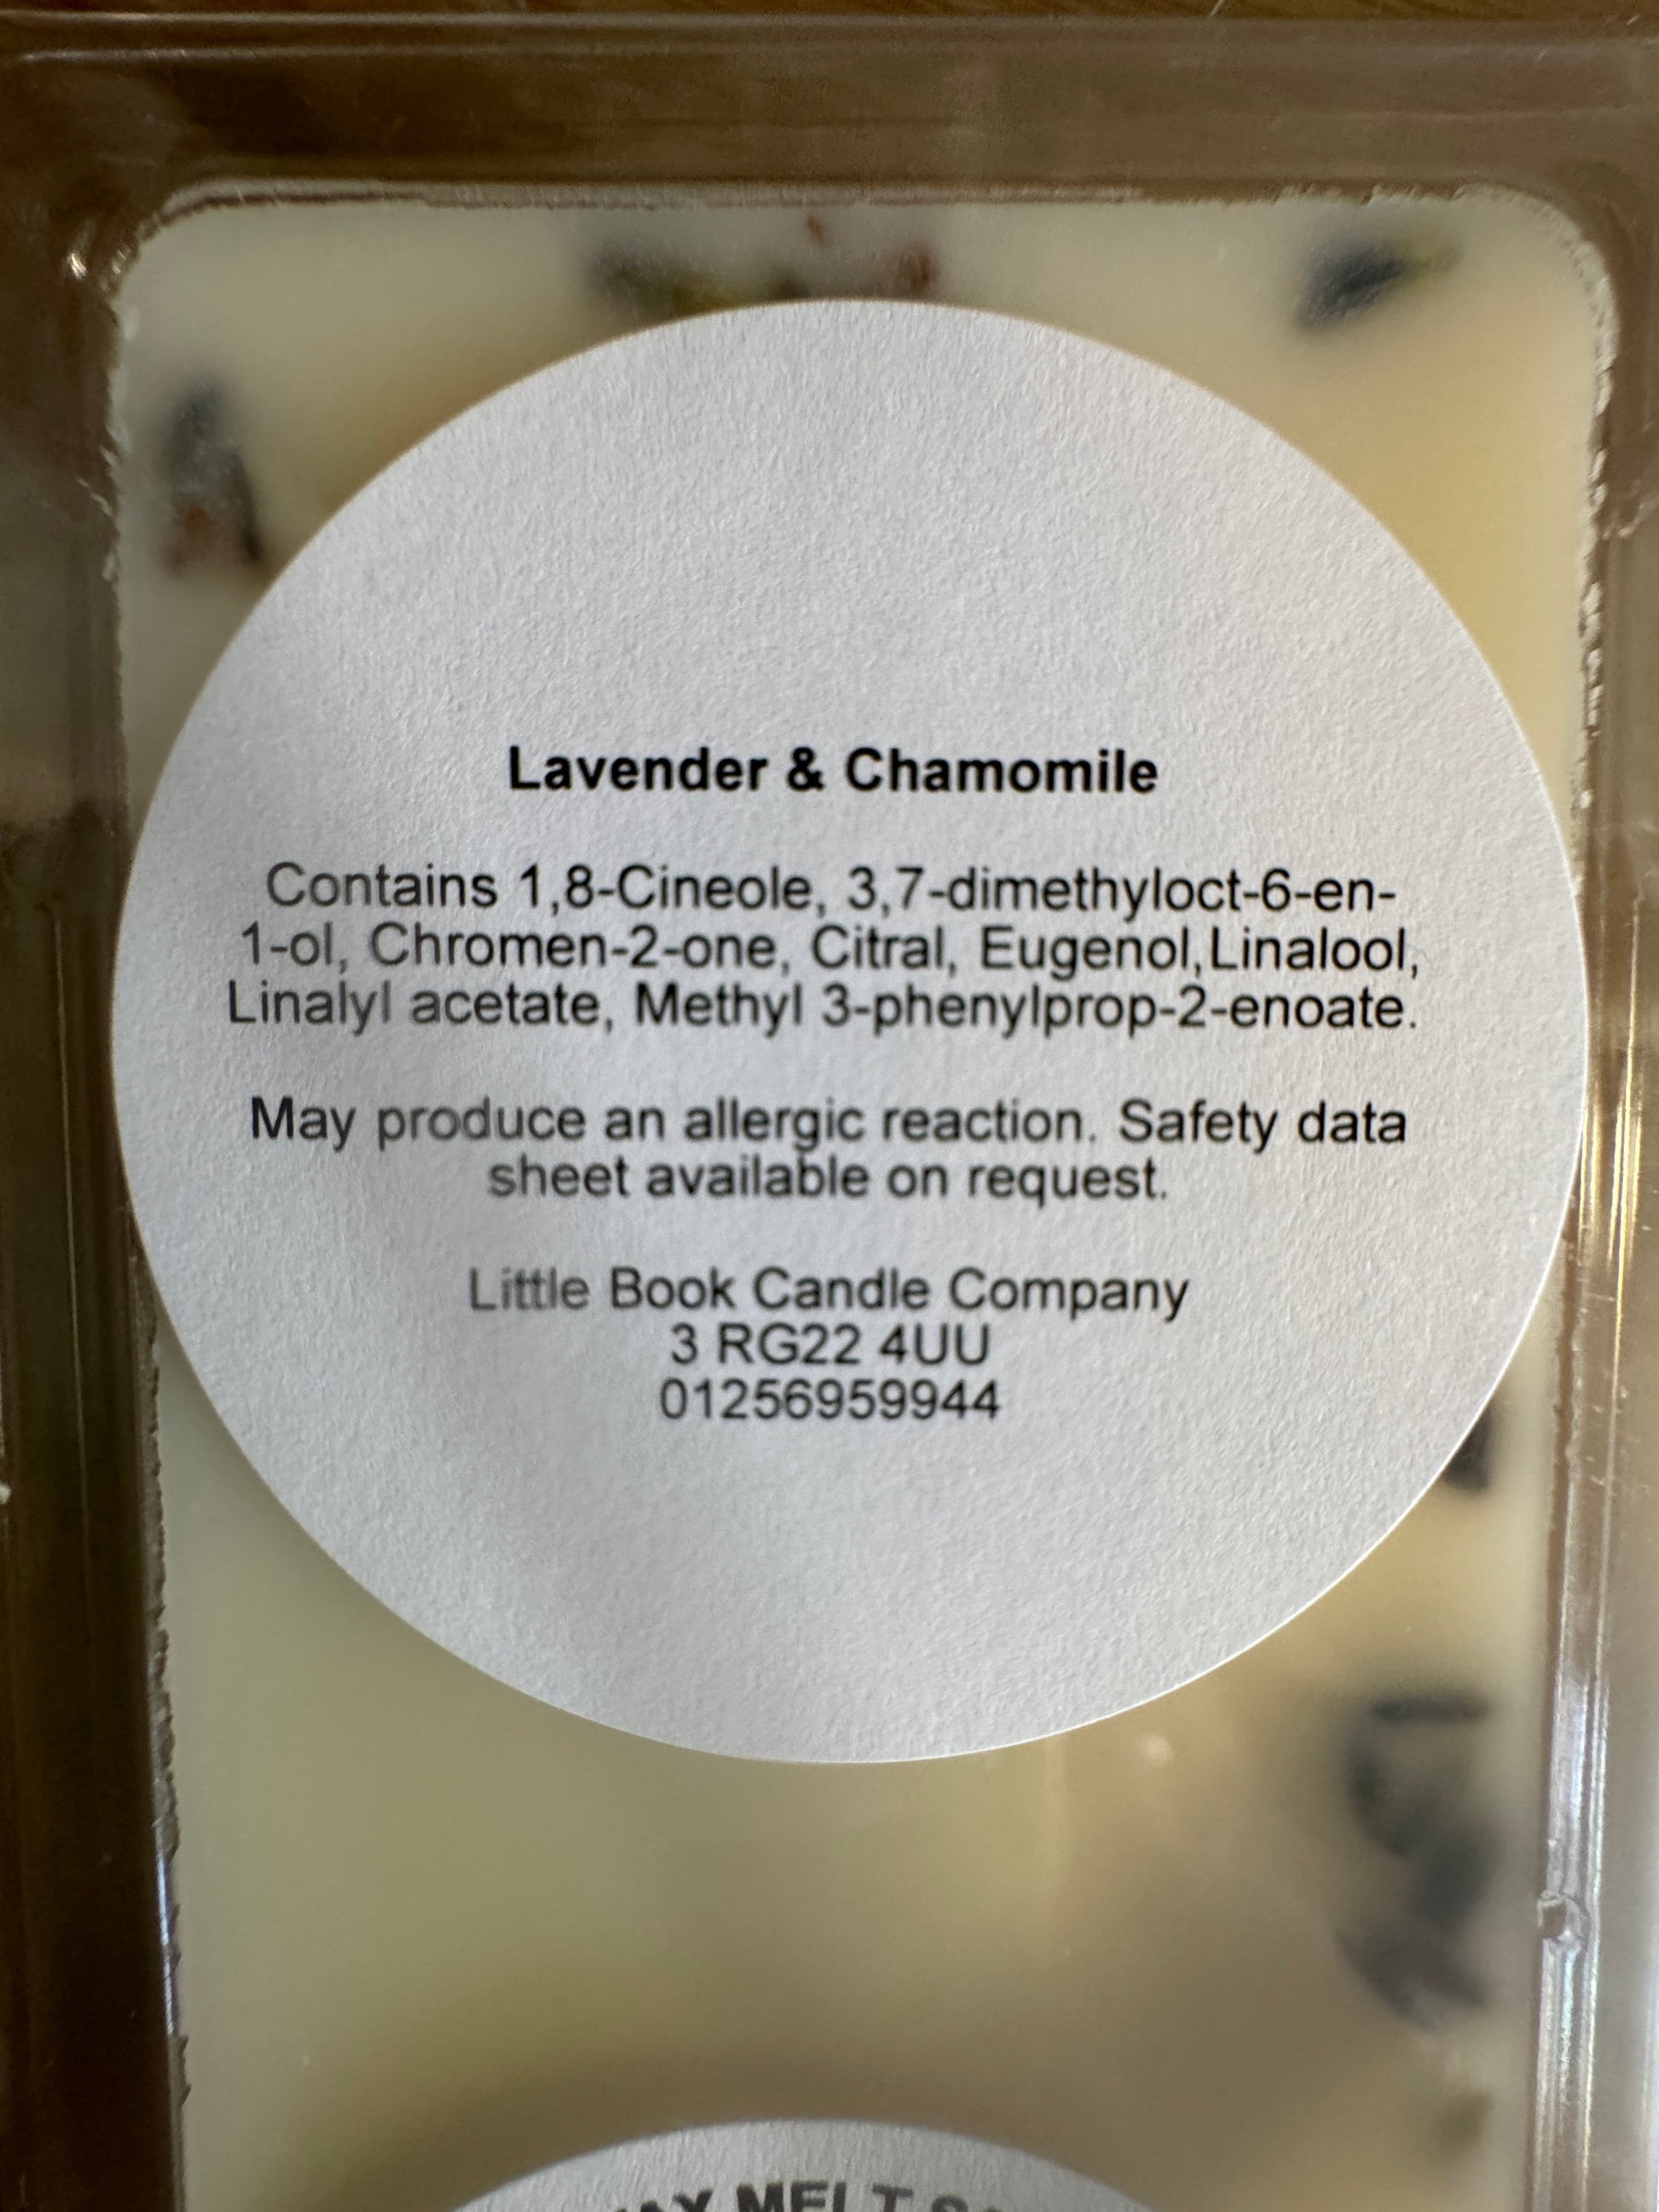 Lavender & Chamomile
Contains 1,8-Cineole, 3,7-dimethyloct-6-en-
1-ol, Chromen-2-one, Citral, Eugenol,Linalool,
Linalyl acetate, Methyl 3-phenylprop-2-enoate.
May produce an allergic reaction. Safety data
sheet available on request.
Little Book Candle Company
3 RG22 4UU
01256959944
MELT